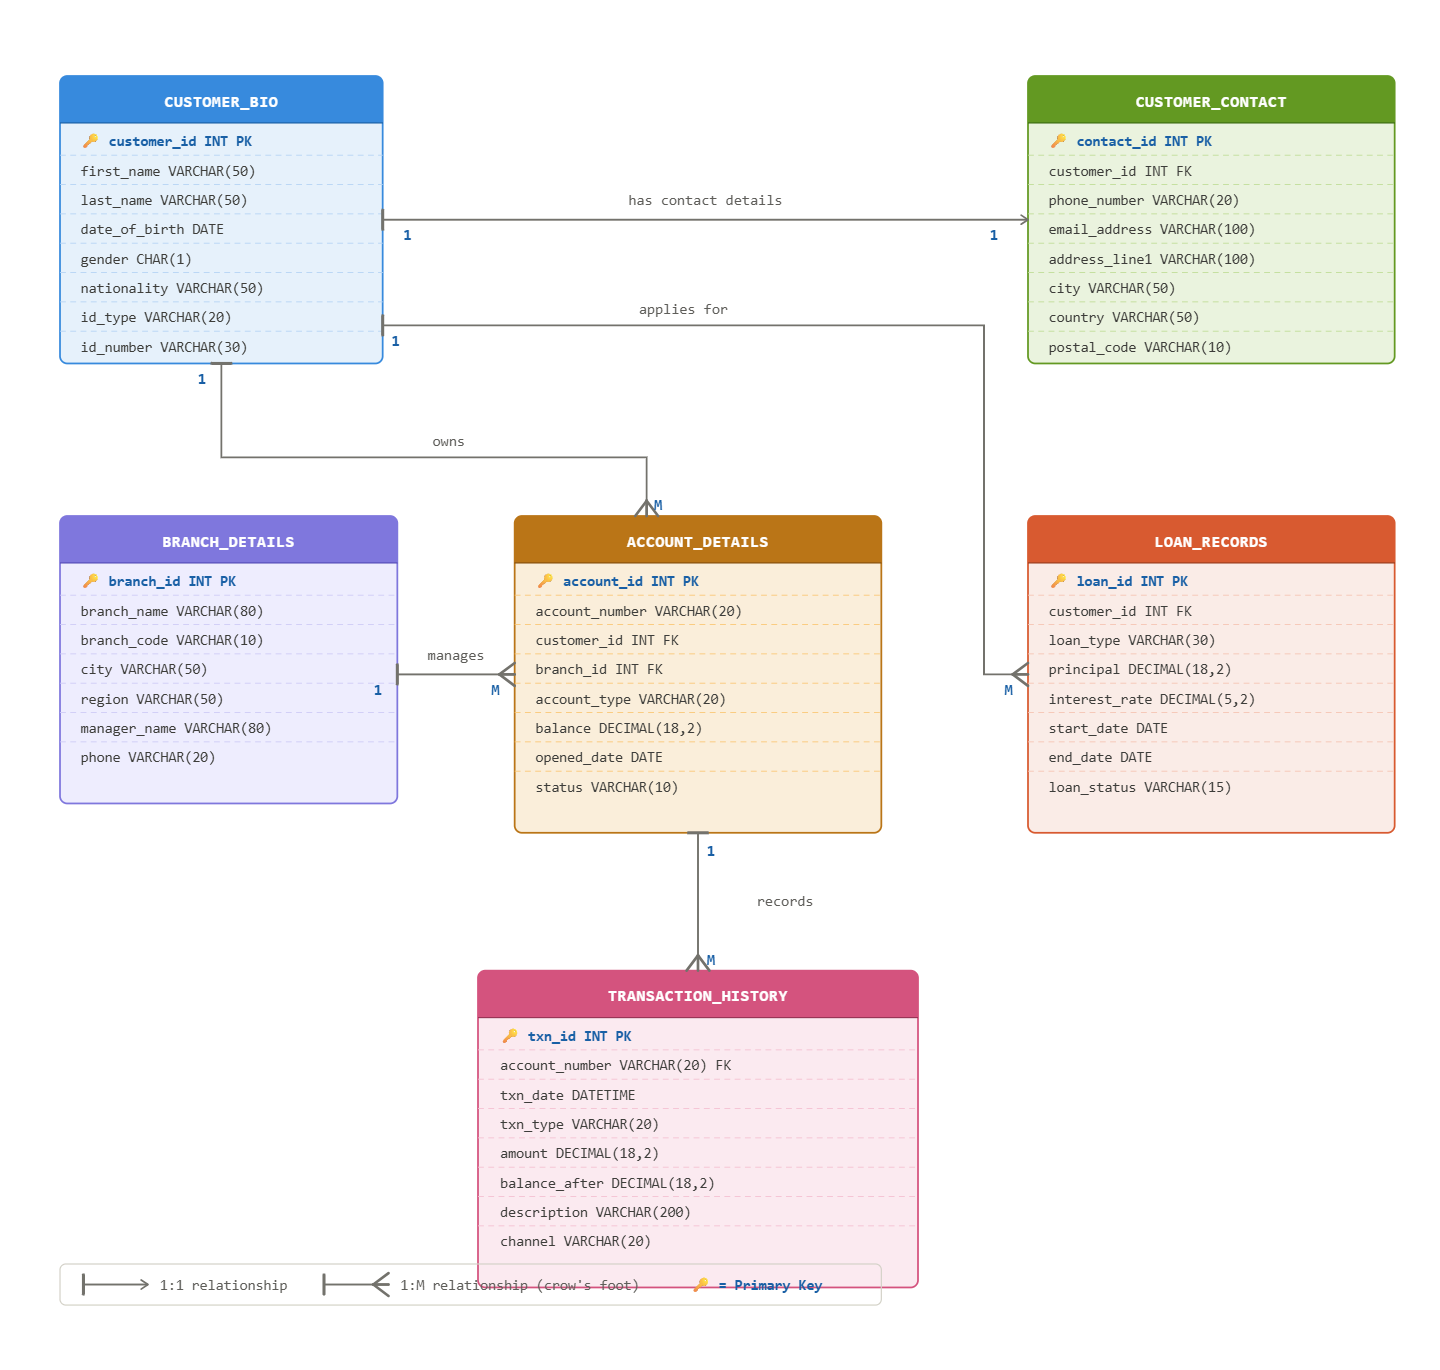 CUSTOMER_BIO
customer_id INT PK
first_name VARCHAR(50)
last_name VARCHAR(50)
date_of_birth DATE
gender CHAR(1)
nationality VARCHAR(50)
id_type VARCHAR(20)
id_number VARCHAR(30)
has contact details
1
1
applies for
1
CUSTOMER_CONTACT
contact_id INT PK
customer_id INT FK
phone_number VARCHAR(20)
email_address VARCHAR(100)
address_line1 VARCHAR(100)
city VARCHAR(50)
country VARCHAR(50)
postal_code VARCHAR(10)
1
owns
M
BRANCH_DETAILS
branch_id INT PK
branch_name VARCHAR(80)
branch_code VARCHAR(10)
city VARCHAR(50)
region VARCHAR(50)
manager_name VARCHAR(80)
phone VARCHAR(20)
manages
1
M
ACCOUNT_DETAILS
account_id INT PK
account_number VARCHAR(20)
customer_id INT FK
branch_id INT FK
account_type VARCHAR(20)
balance DECIMAL(18,2)
opened_date DATE
status VARCHAR(10)
M
LOAN_RECORDS
loan_id INT PK
customer_id INT FK
loan_type VARCHAR(30)
principal DECIMAL(18,2)
interest_rate DECIMAL(5,2)
start_date DATE
end_date DATE
loan_status VARCHAR(15)
1
records
M
TRANSACTION_HISTORY
txn_id INT PK
account_number VARCHAR(20) FK
txn_date DATETIME
txn_type VARCHAR(20)
amount DECIMAL(18,2)
balance_after DECIMAL(18,2)
description VARCHAR(200)
channel VARCHAR(20)
1:1 relationship
1:M relationship (crow's foot)
= Primary Key